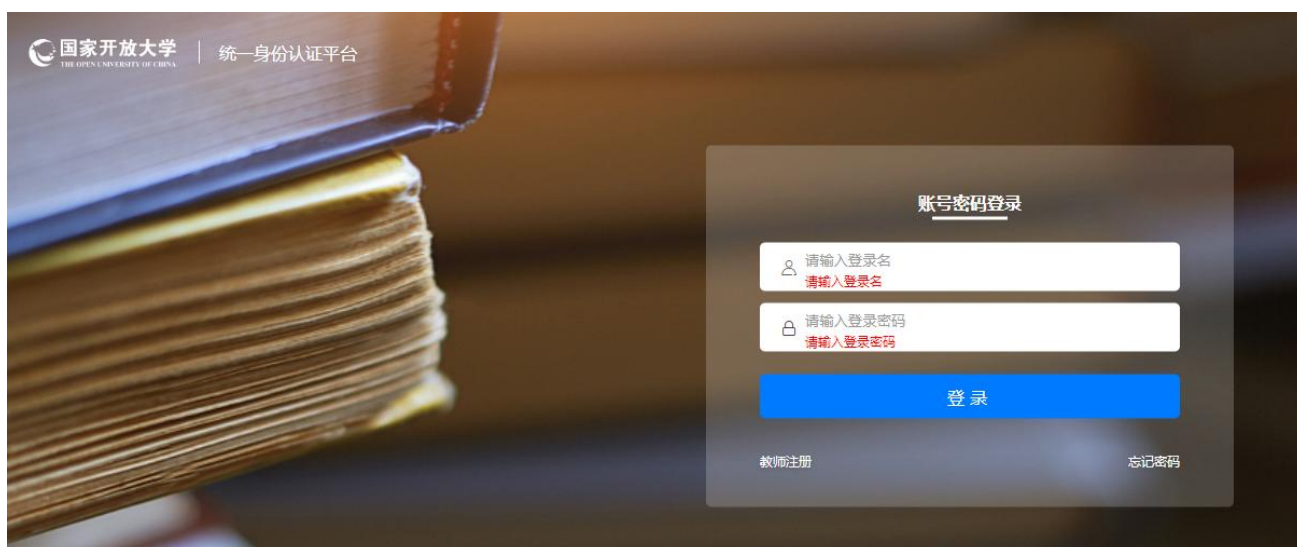 国家开放大学
THE OPEN UNIVERSITY OF CHINA
统一身份认证平台
账号密码登录
请输入登录名
请输入登录名
请输入登录密码
请输入登录密码
登 录
教师注册
忘记密码